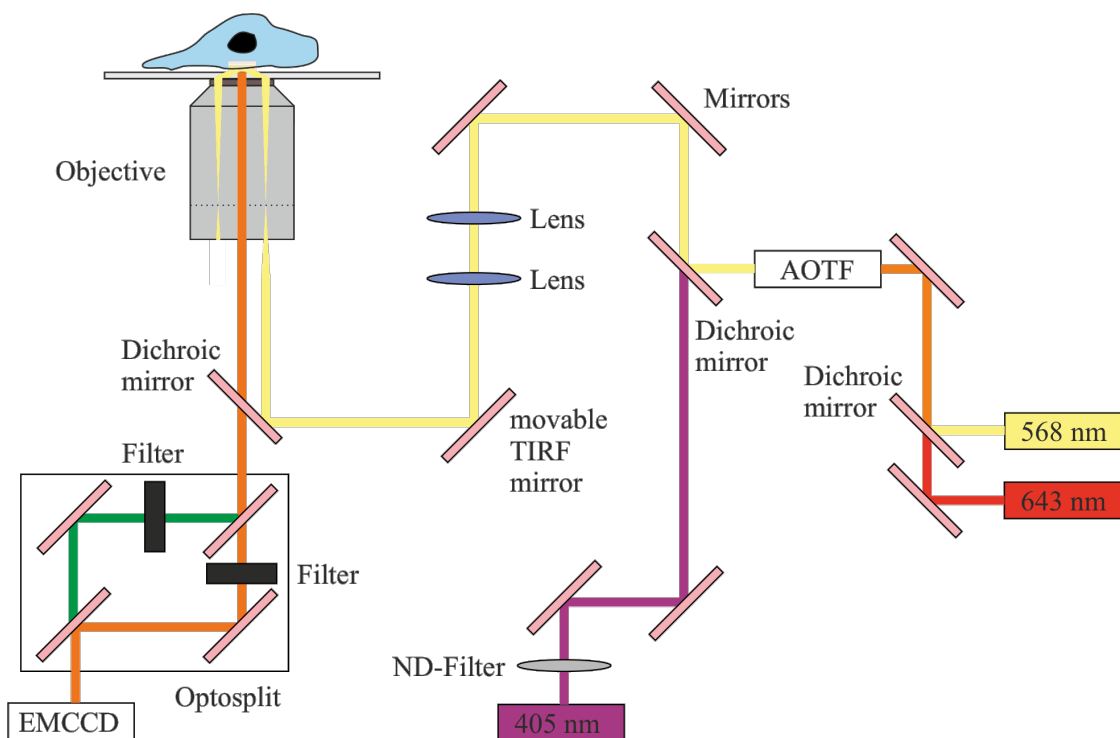 Mirrors
Objective
Lens
Lens
AOTF
Dichroic
mirror
Dichroic
mirror
Dichroic
mirror
movable
TIRF
mirror
568 nm
643 nm
Filter
Filter
ND-Filter
Optosplit
EMCCD
405 nm